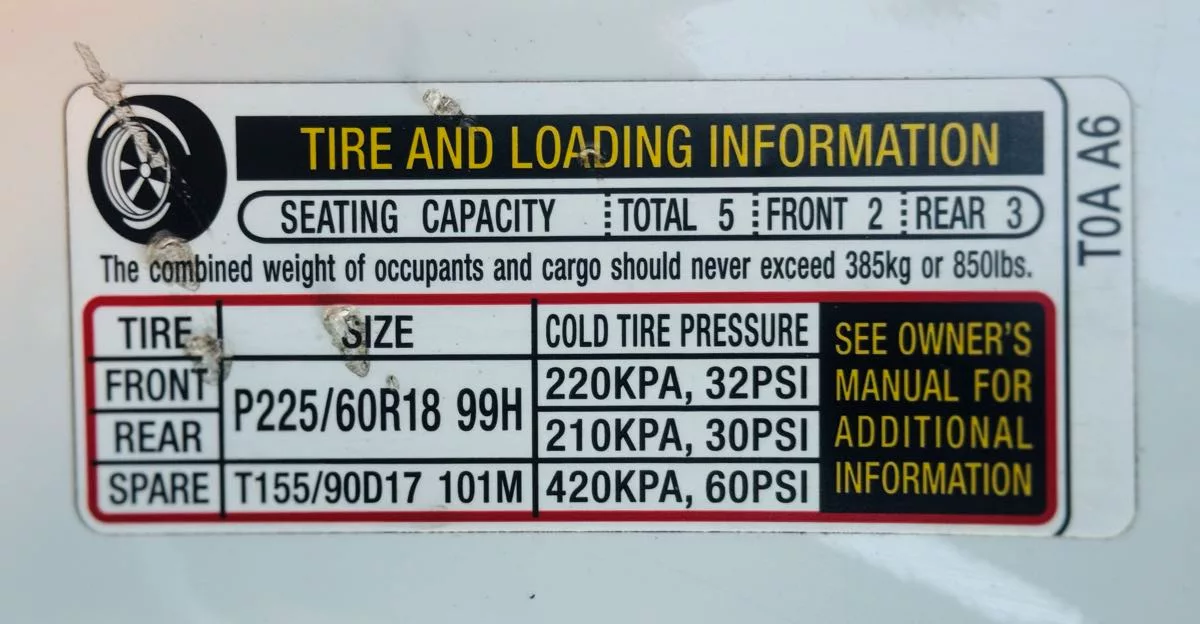 TIRE AND LOADING INFORMATION
SEATING CAPACITY TOTAL 5 FRONT 2 REAR 3
The combined weight of occupants and cargo should never exceed 385kg or 850lbs.
TIRE SIZE COLD TIRE PRESSURE
FRONT P225/60R18 99H 220KPA, 32PSI
REAR 210KPA, 30PSI
SPARE T155/90D17 101M 420KPA, 60PSI
SEE OWNER'S
MANUAL FOR
ADDITIONAL
INFORMATION
T0A A6